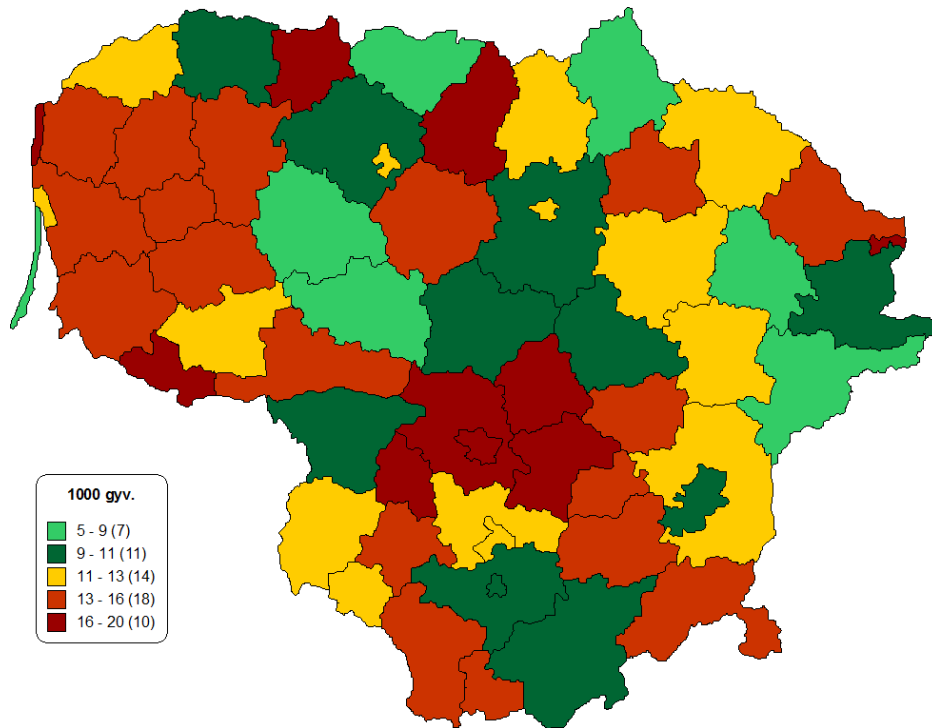 1000 gyv.
5 - 9 (7)
9 - 11 (11)
11 - 13 (14)
13 - 16 (18)
16 - 20 (10)